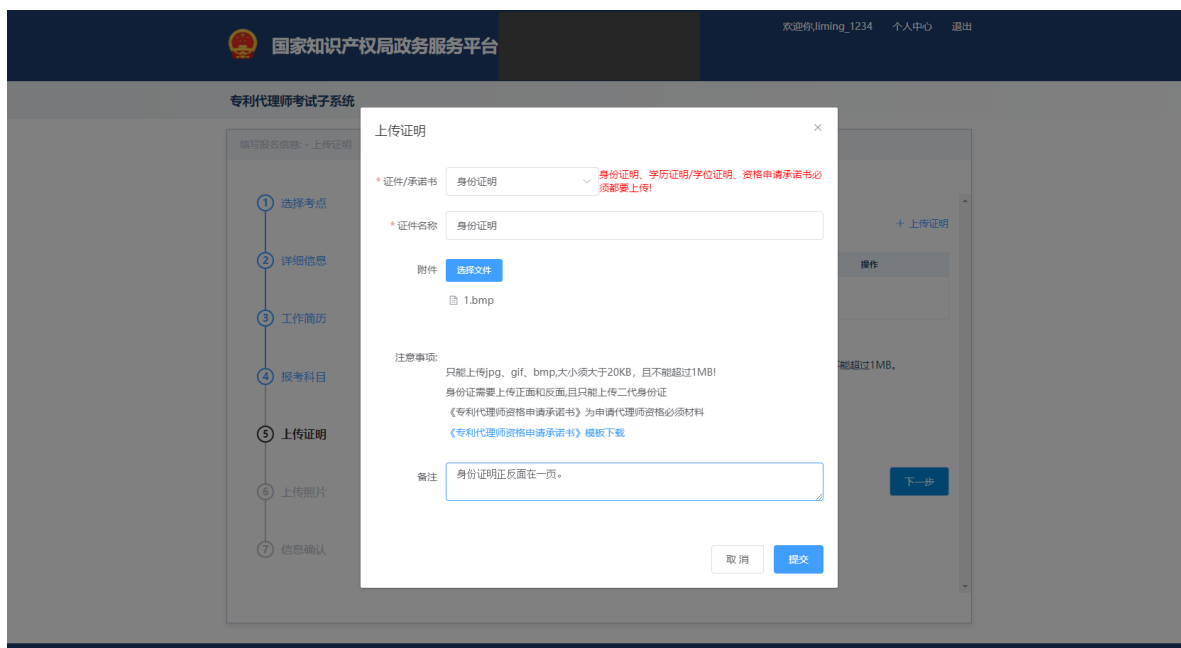 欢迎你,liming_1234 个人中心 退出
国家知识产权局政务服务平台
专利代理师考试子系统
填写报名信息: - 上传证明
上传证明 ×
* 证件/承诺书 身份证明 身份证明、学历证明/学位证明、资格申请承诺书必
须都要上传!
* 证件名称 身份证明
附件 选择文件
1.bmp
注意事项:
只能上传jpg、gif、bmp,大小须大于20KB，且不能超过1MB!
身份证需要上传正面和反面,且只能上传二代身份证
《专利代理师资格申请承诺书》为申请代理师资格必须材料
《专利代理师资格申请承诺书》模板下载
备注 身份证明正反面在一页。
取 消 提交
1 选择考点
2 详细信息
3 工作简历
4 报考科目
5 上传证明
6 上传照片
7 信息确认
+ 上传证明
操作
能超过1MB。
下一步